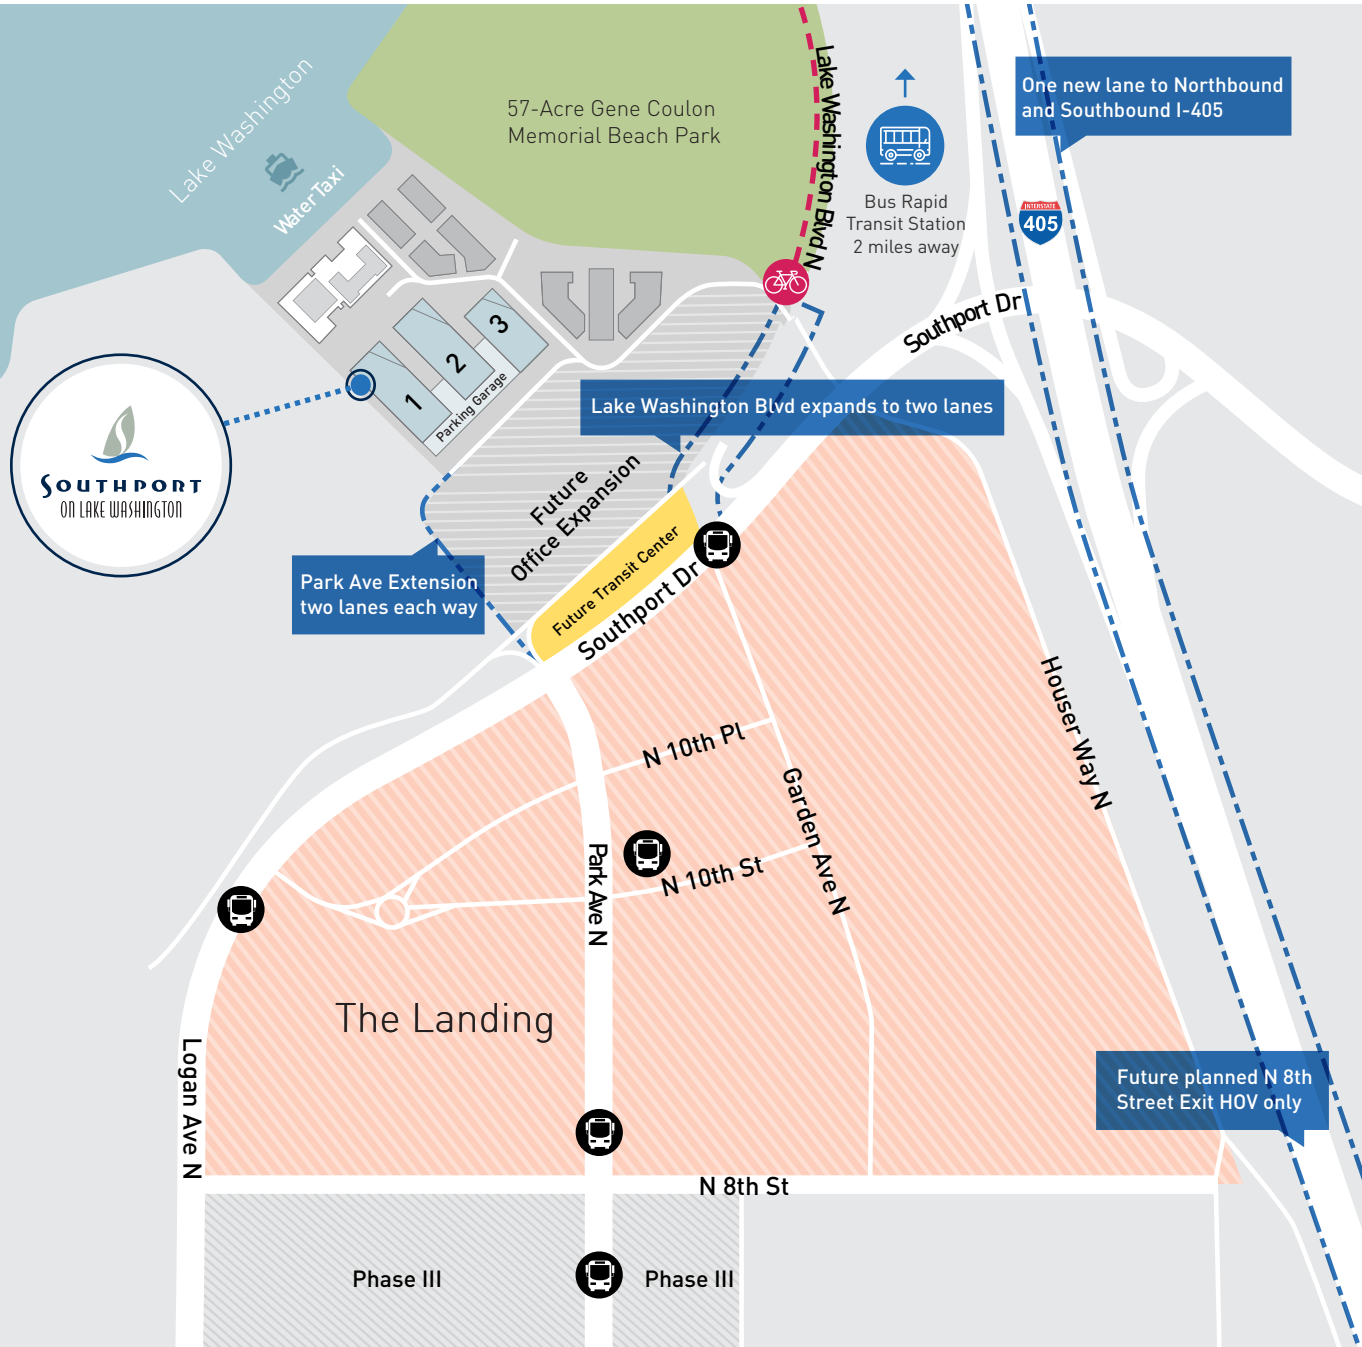 Lake Washington
Water Taxi
57-Acre Gene Coulon
Memorial Beach Park
Lake Washington Blvd N
Bus Rapid
Transit Station
2 miles away
One new lane to Northbound
and Southbound I-405
INTERSTATE
405
Southport Dr
1
2
3
Parking Garage
Lake Washington Blvd expands to two lanes
SOUTHPORT
ON LAKE WASHINGTON
Future
Office Expansion
Future Transit Center
Southport Dr
Park Ave Extension
two lanes each way
Houser Way N
N 10th Pl
Garden Ave N
N 10th St
Park Ave N
The Landing
Logan Ave N
Future planned N 8th
Street Exit HOV only
N 8th St
Phase III
Phase III